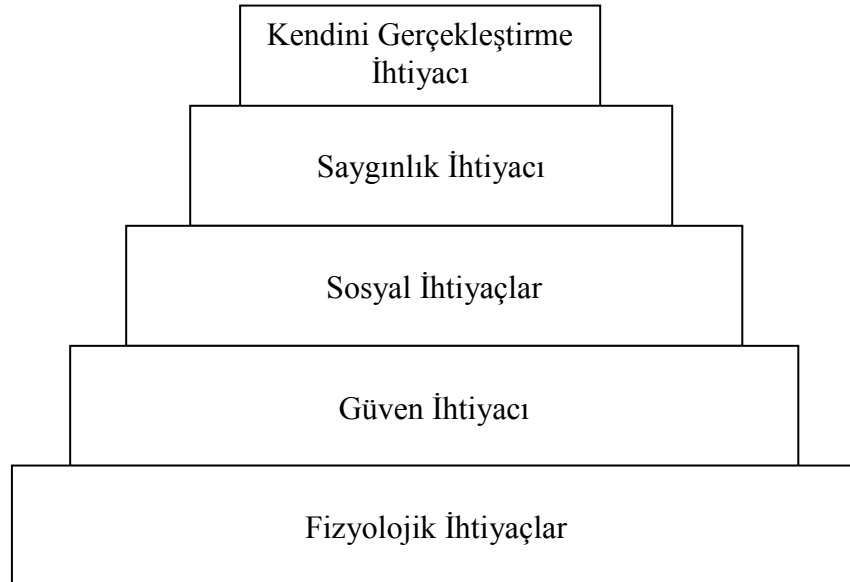 Kendini Gerçekleştirme
İhtiyacı
Saygınlık İhtiyacı
Sosyal İhtiyaçlar
Güven İhtiyacı
Fizyolojik İhtiyaçlar